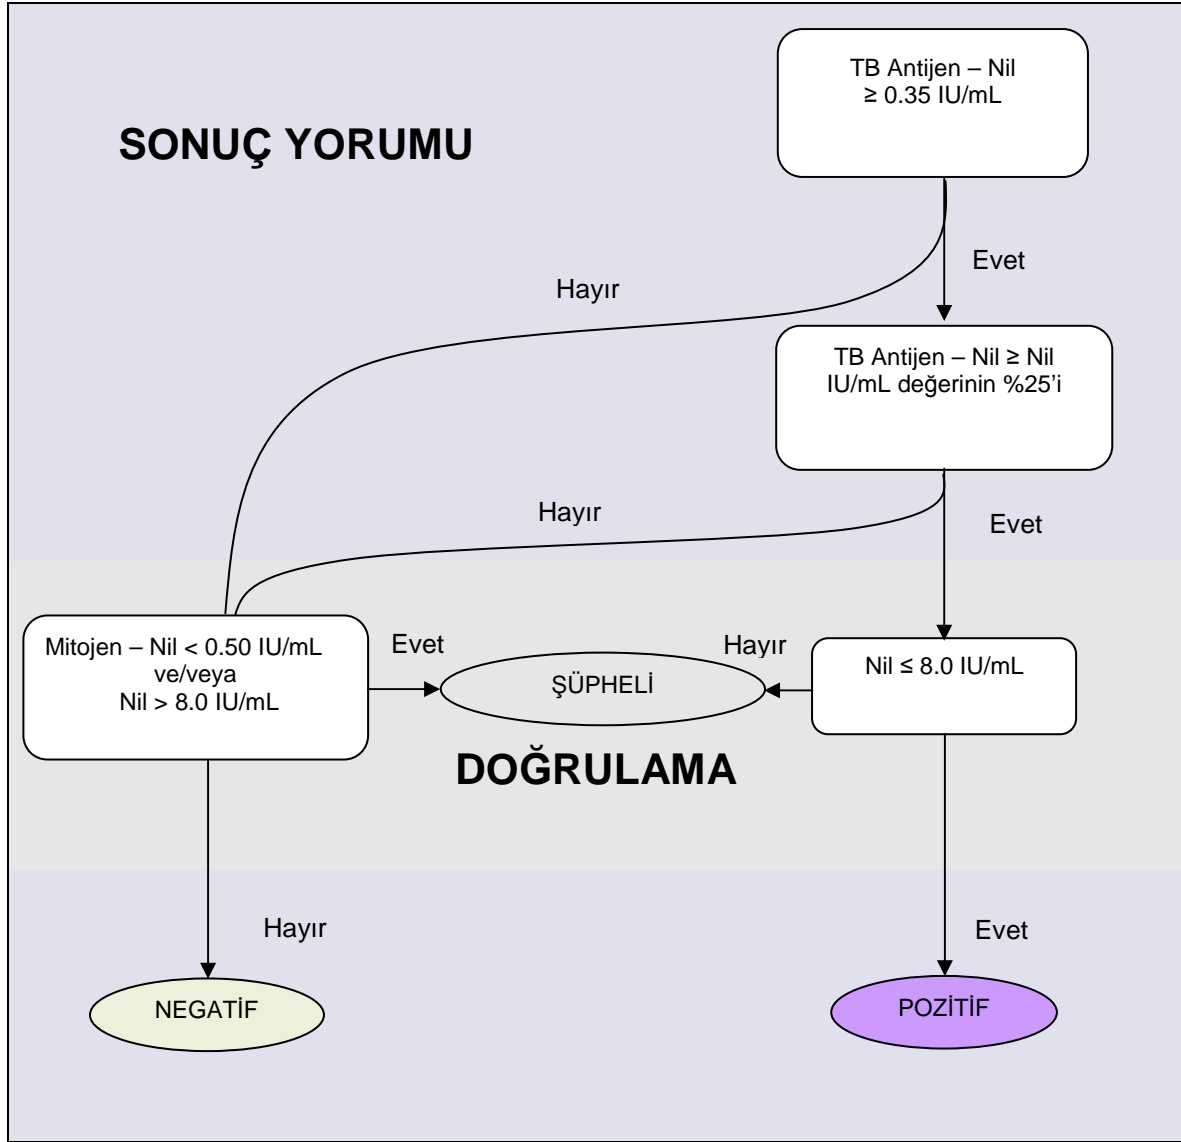 TB Antijen – Nil
≥ 0.35 IU/mL
SONUÇ YORUMU
Evet
Hayır
TB Antijen – Nil ≥ Nil
IU/mL değerinin %25’i
Hayır
Evet
Mitojen – Nil < 0.50 IU/mL
ve/veya
Nil > 8.0 IU/mL
Evet
ŞÜPHELİ
Hayır
Nil ≤ 8.0 IU/mL
DOĞRULAMA
Hayır
Evet
NEGATİF
POZİTİF